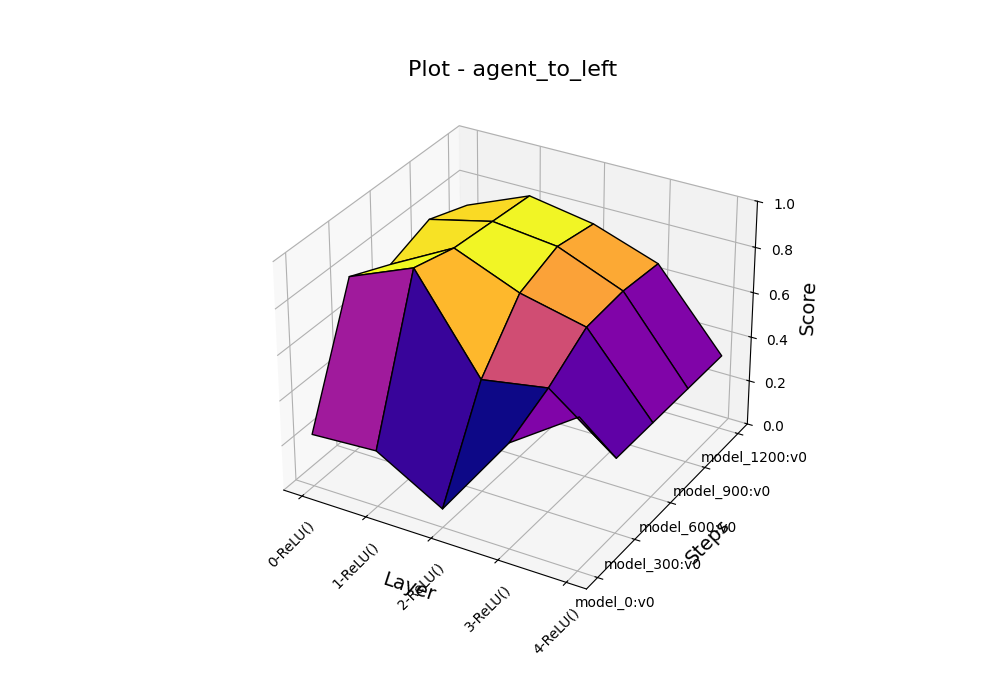 Plot - agent_to_left
1.0
0.8
0.6
0.4
0.2
0.0
Score
model_1200:v0
model_900:v0
model_600:v0
model_300:v0
model_0:v0
Steps
0-ReLU()
1-ReLU()
2-ReLU()
3-ReLU()
4-ReLU()
Layer